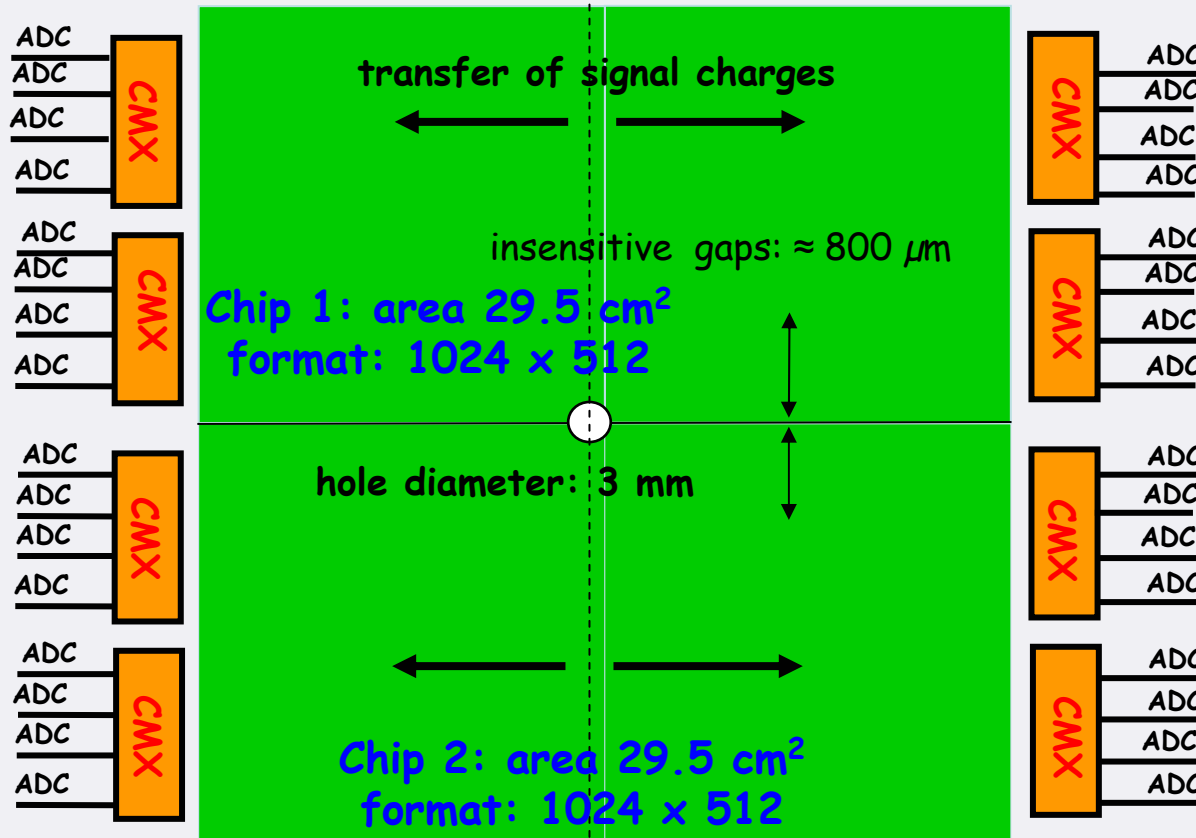 ADC
ADC
ADC
ADC
CMX
ADC
ADC
ADC
ADC
CMX
ADC
ADC
ADC
ADC
CMX
ADC
ADC
ADC
ADC
CMX
transfer of signal charges
insensitive gaps: ≈ 800 µm
Chip 1: area 29.5 cm²
format: 1024 x 512
hole diameter: 3 mm
Chip 2: area 29.5 cm²
format: 1024 x 512
CMX
ADC
ADC
ADC
ADC
CMX
ADC
ADC
ADC
ADC
CMX
ADC
ADC
ADC
ADC
CMX
ADC
ADC
ADC
ADC